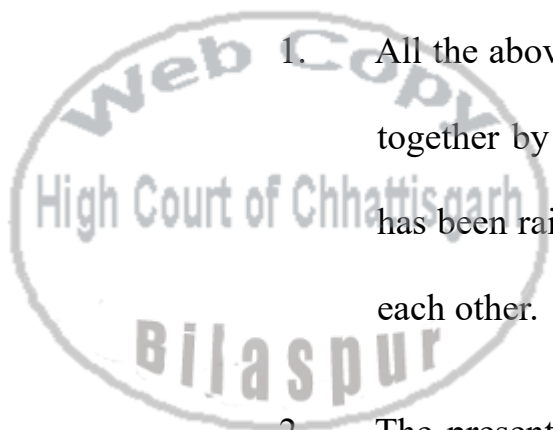 Web Copy
High Court of Chhattisgarh
Bilaspur
1. All the abov
together by
has been rai
each other.
2. The present